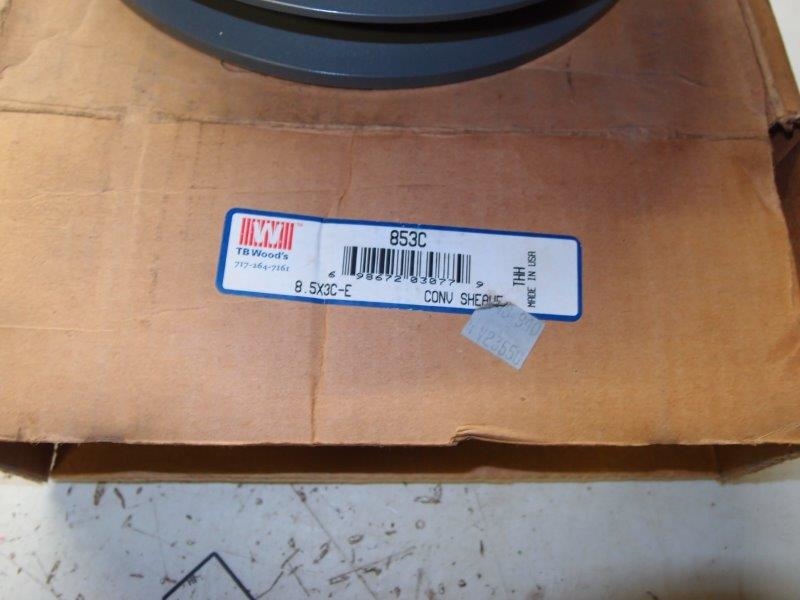 W
TB Wood's
717-264-7161
853C
6 98672 03077 9
8.5X3C-E
CONV SHEAVE
THH
MADE IN USA